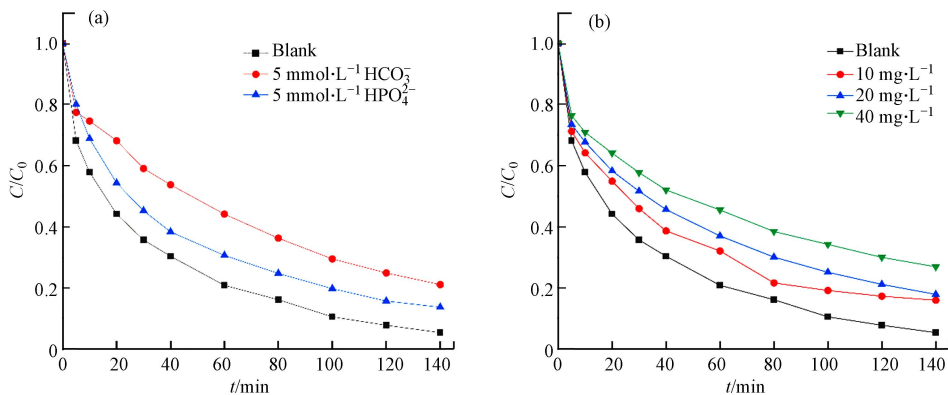 (a)
Blank
5 mmol·L⁻¹ HCO₃⁻
5 mmol·L⁻¹ HPO₄²⁻
1.0
0.8
0.6
0.4
0.2
0
C/C₀
0 20 40 60 80 100 120 140
t/min
(b)
Blank
10 mg·L⁻¹
20 mg·L⁻¹
40 mg·L⁻¹
1.0
0.8
0.6
0.4
0.2
0
C/C₀
0 20 40 60 80 100 120 140
t/min